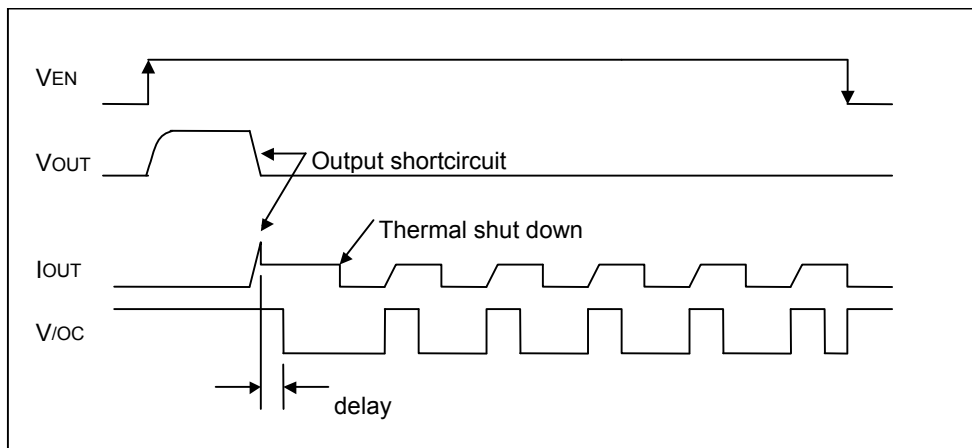 VEN
VOUT
Output shortcircuit
Thermal shut down
IOUT
V/OC
delay